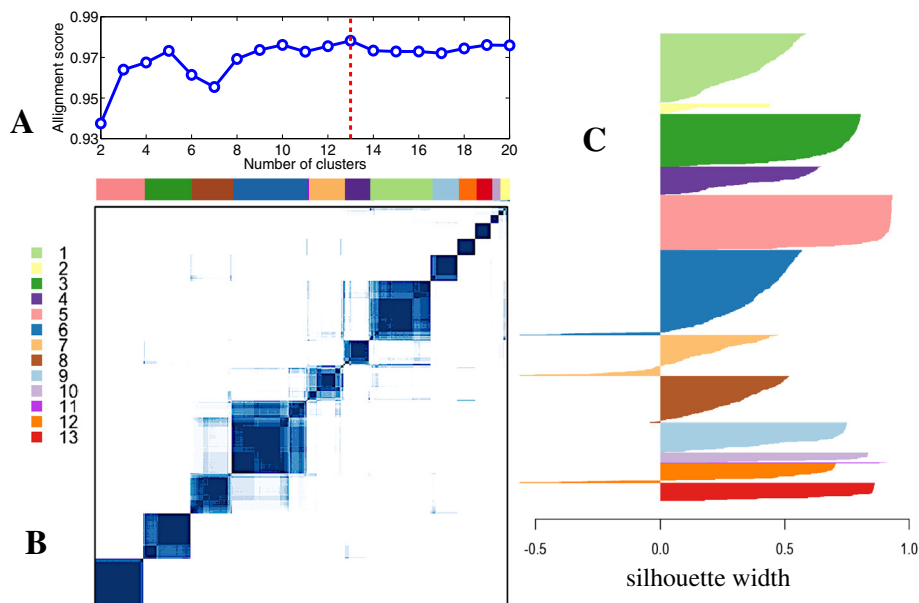 A
Allignment score
0.99
0.97
0.95
0.93
2 4 6 8 10 12 14 16 18 20
Number of clusters
B
1
2
3
4
5
6
7
8
9
10
11
12
13
C
-0.5 0.0 0.5 1.0
silhouette width